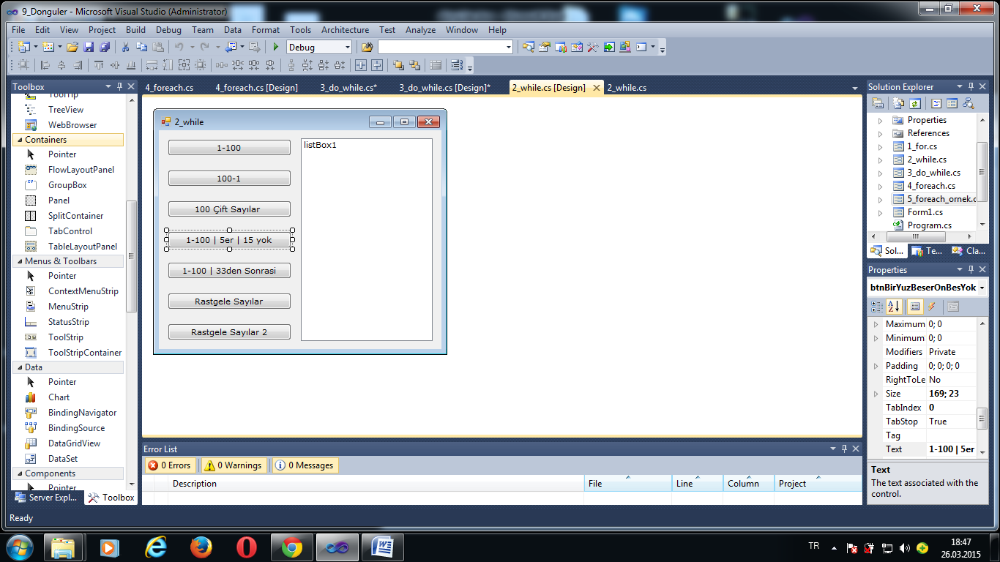 9_Donguler - Microsoft Visual Studio (Administrator)
File Edit View Project Build Debug Team Data Format Tools Architecture Test Analyze Window Help
Debug
Toolbox
ToolTip
TreeView
WebBrowser
Containers
Pointer
FlowLayoutPanel
GroupBox
Panel
SplitContainer
TabControl
TableLayoutPanel
Menus & Toolbars
Pointer
ContextMenuStrip
MenuStrip
StatusStrip
ToolStrip
ToolStripContainer
Data
Pointer
Chart
BindingNavigator
BindingSource
DataGridView
DataSet
Components
Pointer
Server Expl... Toolbox
4_foreach.cs 4_foreach.cs [Design] 3_do_while.cs* 3_do_while.cs [Design]* 2_while.cs [Design] 2_while.cs
2_while
1-100
100-1
100 Çift Sayılar
1-100 | 5er | 15 yok
1-100 | 33den Sonrasi
Rastgele Sayılar
Rastgele Sayılar 2
listBox1
Error List
0 Errors 0 Warnings 0 Messages
Description File Line Column Project
Solution Explorer
Properties
References
1_for.cs
2_while.cs
3_do_while.cs
4_foreach.cs
5_foreach_ornek.c
Form1.cs
Program.cs
Sol... Te... Cla...
Properties
btnBirYuzBeserOnBesYok
Maximum 0; 0
Minimum 0; 0
Modifiers Private
Padding 0; 0; 0; 0
RightToLe No
Size 169; 23
TabIndex 0
TabStop True
Tag
Text 1-100 | 5er
Text
The text associated with the
control.
Ready
TR
18:47
26.03.2015